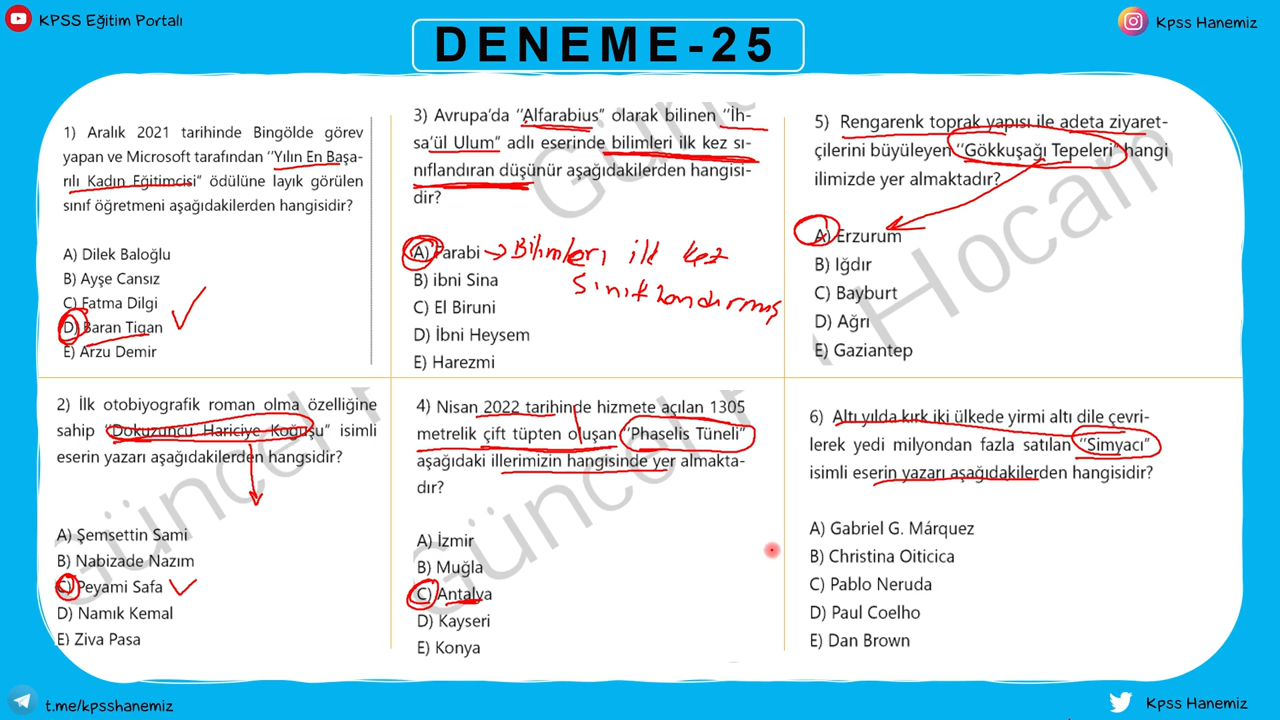 KPSS Eğitim Portalı
DENEME-25
Kpss Hanemiz
1) Aralık 2021 tarihinde Bingölde görev
yapan ve Microsoft tarafından ‘‘Yılın En Başa-
rılı Kadın Eğitimcisi” ödülüne layık görülen
sınıf öğretmeni aşağıdakilerden hangisidir?
A) Dilek Baloğlu
B) Ayşe Cansız
C) Fatma Dilgi
D) Baran Tigan
E) Arzu Demir
2) İlk otobiyografik roman olma özelliğine
sahip ‘‘Dokuzuncu Hariciye Koğuşu” isimli
eserin yazarı aşağıdakilerden hangsidir?
A) Şemsettin Sami
B) Nabizade Nazım
C) Peyami Safa
D) Namık Kemal
E) Ziva Pasa
3) Avrupa’da ‘‘Alfarabius” olarak bilinen ‘‘İh-
sa’ül Ulum” adlı eserinde bilimleri ilk kez sı-
nıflandıran düşünür aşağıdakilerden hangisi-
dir?
A) Farabi → Bilimleri ilk kez
sınıflandırmış
B) ibni Sina
C) El Biruni
D) İbni Heysem
E) Harezmi
4) Nisan 2022 tarihinde hizmete açılan 1305
metrelik çift tüpten oluşan ‘‘Phaselis Tüneli”
aşağıdaki illerimizin hangisinde yer almakta-
dır?
A) İzmir
B) Muğla
C) Antalya
D) Kayseri
E) Konya
5) Rengarenk toprak yapısı ile adeta ziyaret-
çilerini büyüleyen ‘‘Gökkuşağı Tepeleri” hangi
ilimizde yer almaktadır?
A) Erzurum
B) Iğdır
C) Bayburt
D) Ağrı
E) Gaziantep
6) Altı yılda kırk iki ülkede yirmi altı dile çevri-
lerek yedi milyondan fazla satılan ‘‘Simyacı”
isimli eserin yazarı aşağıdakilerden hangisidir?
A) Gabriel G. Márquez
B) Christina Oiticica
C) Pablo Neruda
D) Paul Coelho
E) Dan Brown
t.me/kpsshanemiz
Kpss Hanemiz